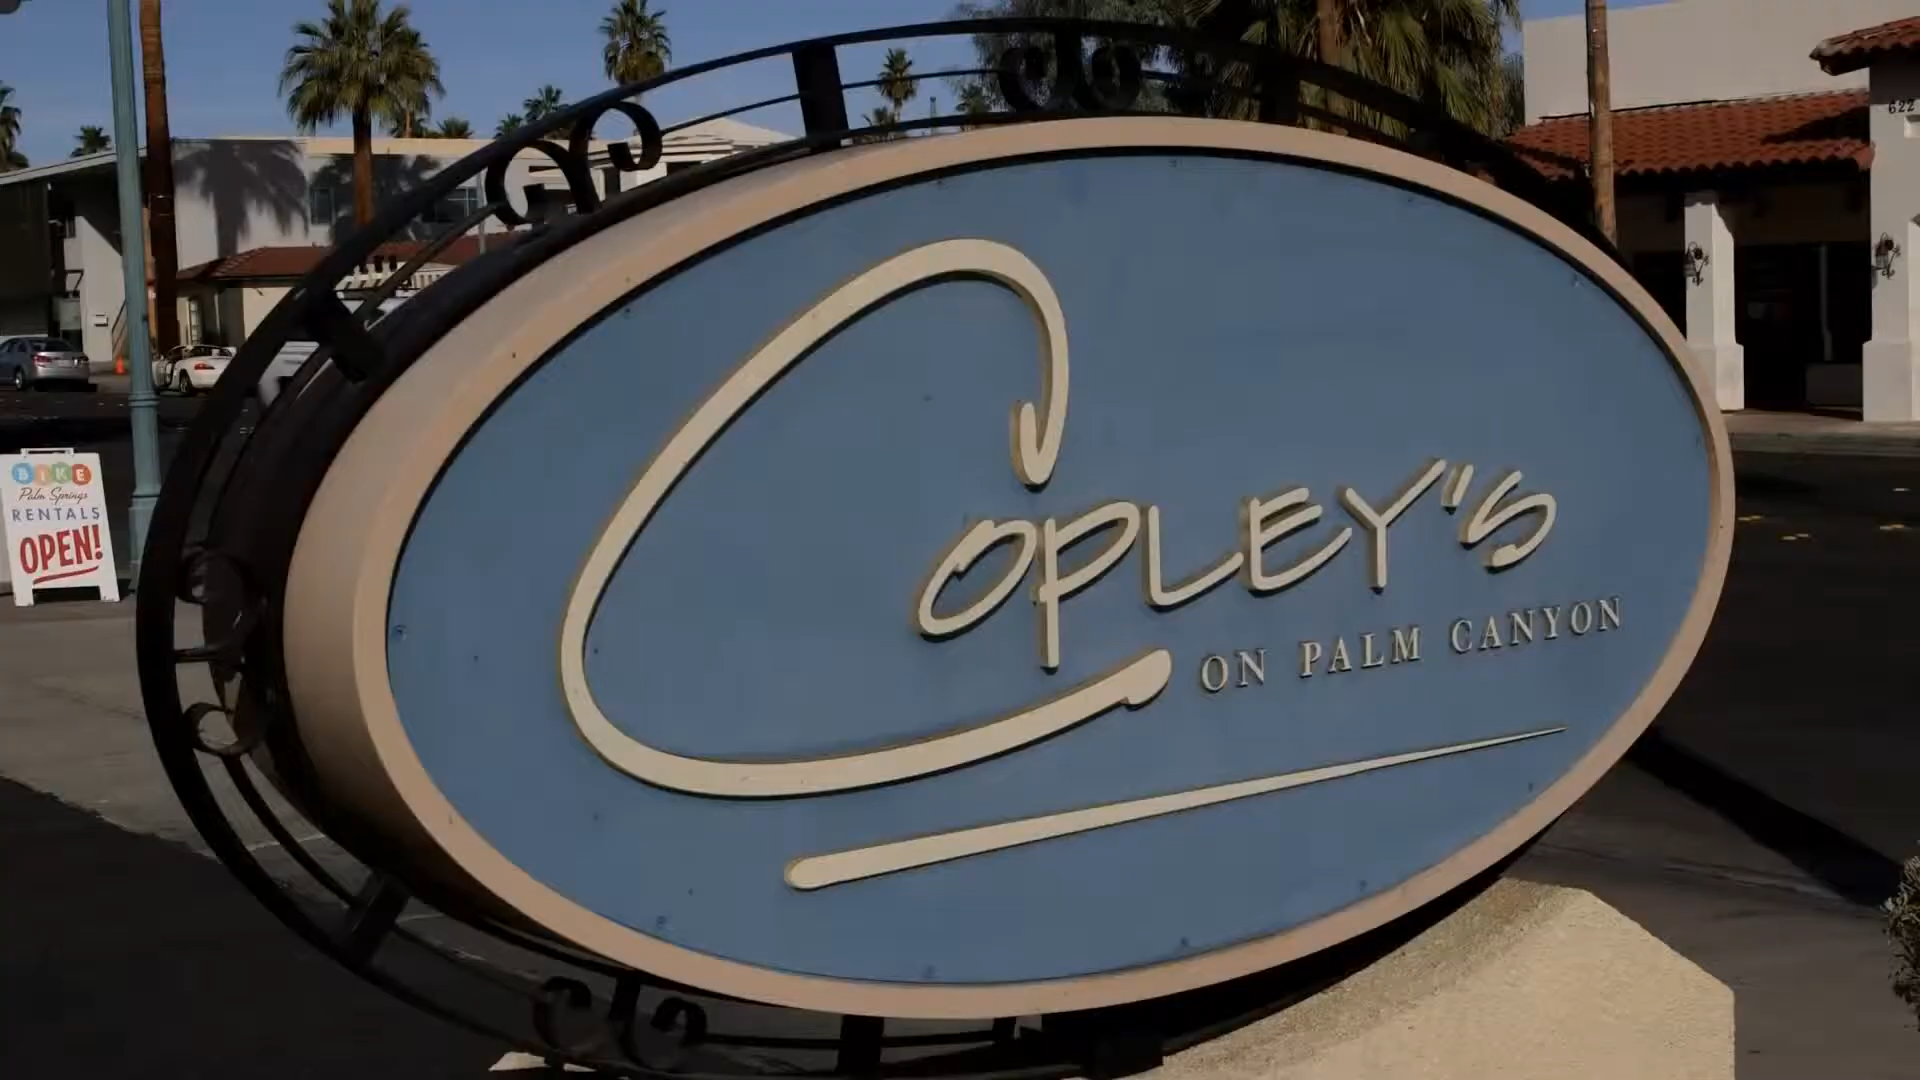 COPLEY'S
ON PALM CANYON
BIKE
Palm Springs
RENTALS
OPEN!
622